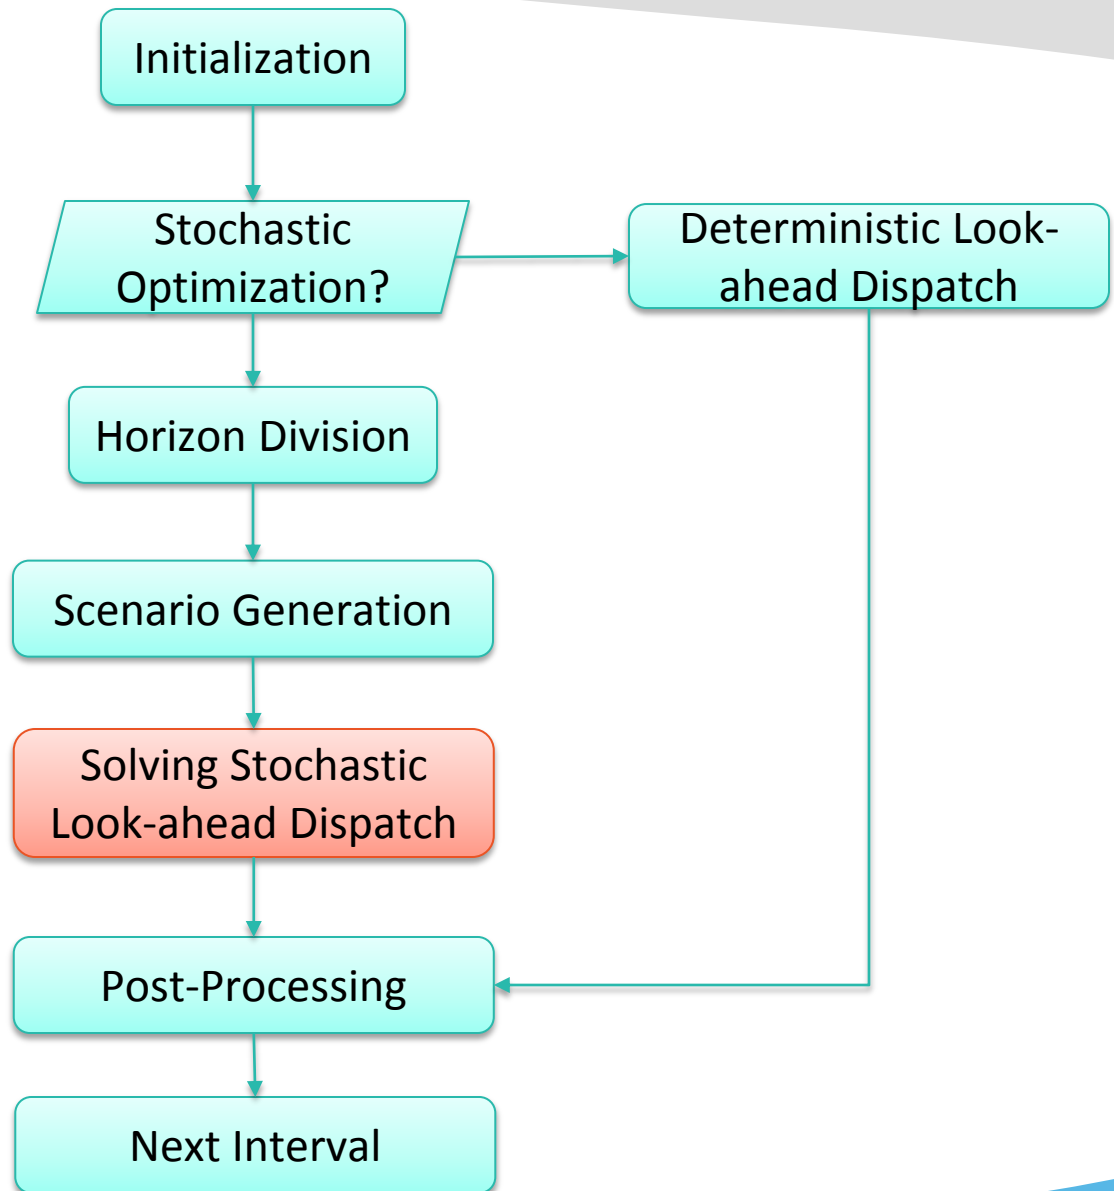 Initialization
Stochastic
Optimization?
Deterministic Look-
ahead Dispatch
Horizon Division
Scenario Generation
Solving Stochastic
Look-ahead Dispatch
Post-Processing
Next Interval